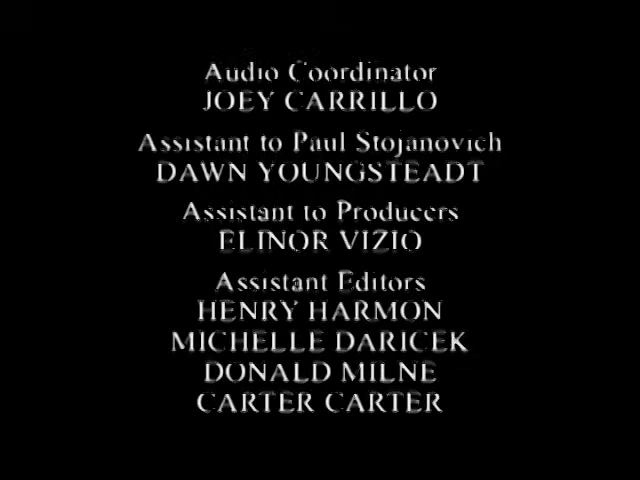 Audio Coordinator
JOEY CARRILLO
Assistant to Paul Stojanovich
DAWN YOUNGSTEADT
Assistant to Producers
ELINOR VIZIO
Assistant Editors
HENRY HARMON
MICHELLE DARICEK
DONALD MILNE
CARTER CARTER